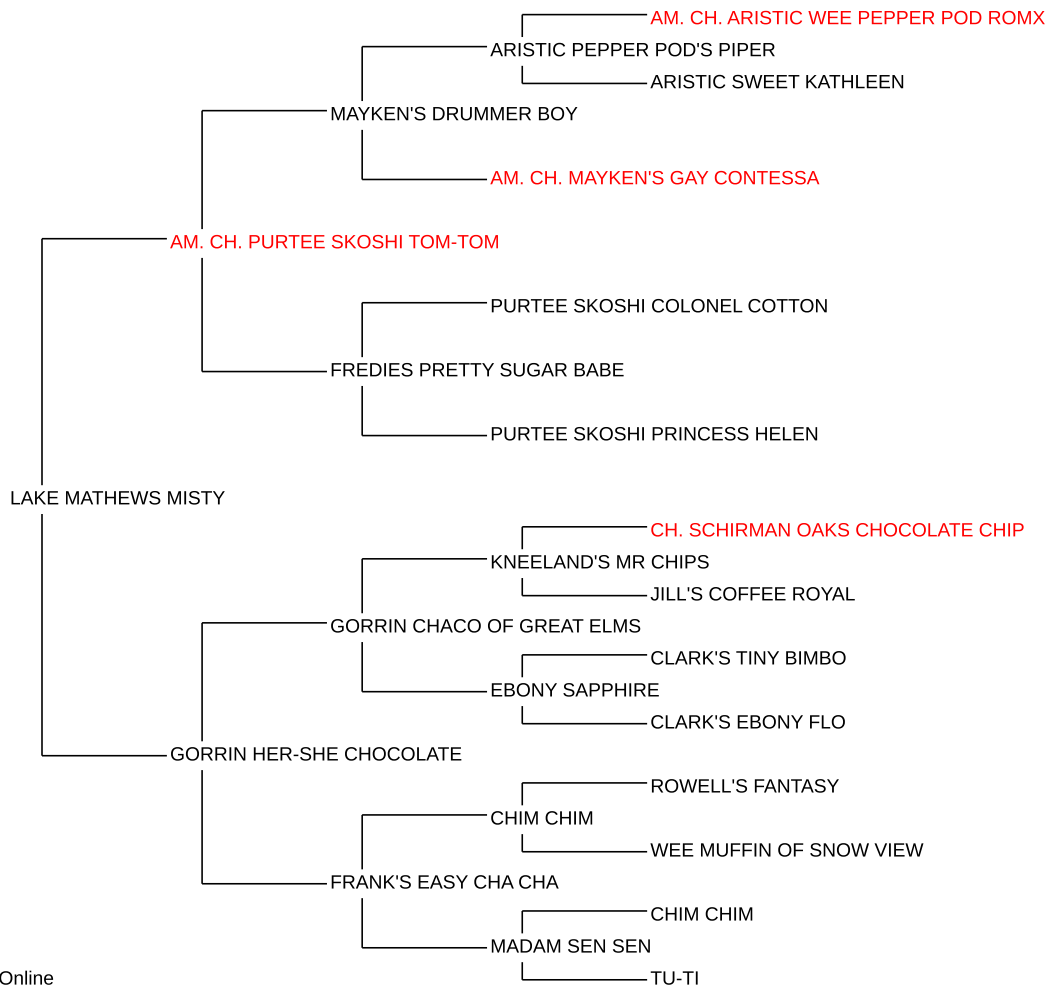 AM. CH. ARISTIC WEE PEPPER POD ROMX
ARISTIC PEPPER POD'S PIPER
ARISTIC SWEET KATHLEEN
MAYKEN'S DRUMMER BOY
AM. CH. MAYKEN'S GAY CONTESSA
AM. CH. PURTEE SKOSHI TOM-TOM
PURTEE SKOSHI COLONEL COTTON
FREDIES PRETTY SUGAR BABE
PURTEE SKOSHI PRINCESS HELEN
LAKE MATHEWS MISTY
CH. SCHIRMAN OAKS CHOCOLATE CHIP
KNEELAND'S MR CHIPS
JILL'S COFFEE ROYAL
GORRIN CHACO OF GREAT ELMS
CLARK'S TINY BIMBO
EBONY SAPPHIRE
CLARK'S EBONY FLO
GORRIN HER-SHE CHOCOLATE
ROWELL'S FANTASY
CHIM CHIM
WEE MUFFIN OF SNOW VIEW
FRANK'S EASY CHA CHA
CHIM CHIM
MADAM SEN SEN
TU-TI
Online